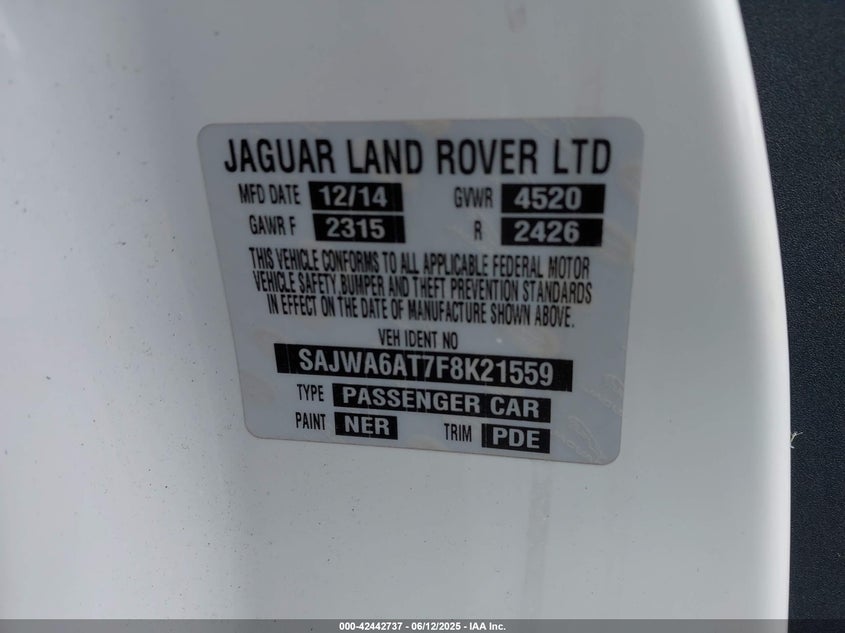 JAGUAR LAND ROVER LTD
MFD DATE 12/14 GVWR 4520
GAWR F 2315 R 2426
THIS VEHICLE CONFORMS TO ALL APPLICABLE FEDERAL MOTOR
VEHICLE SAFETY, BUMPER AND THEFT PREVENTION STANDARDS
IN EFFECT ON THE DATE OF MANUFACTURE SHOWN ABOVE.
VEH IDENT NO
SAJWA6AT7F8K21559
TYPE PASSENGER CAR
PAINT NER TRIM PDE
000-42442737 - 06/12/2025 - IAA Inc.